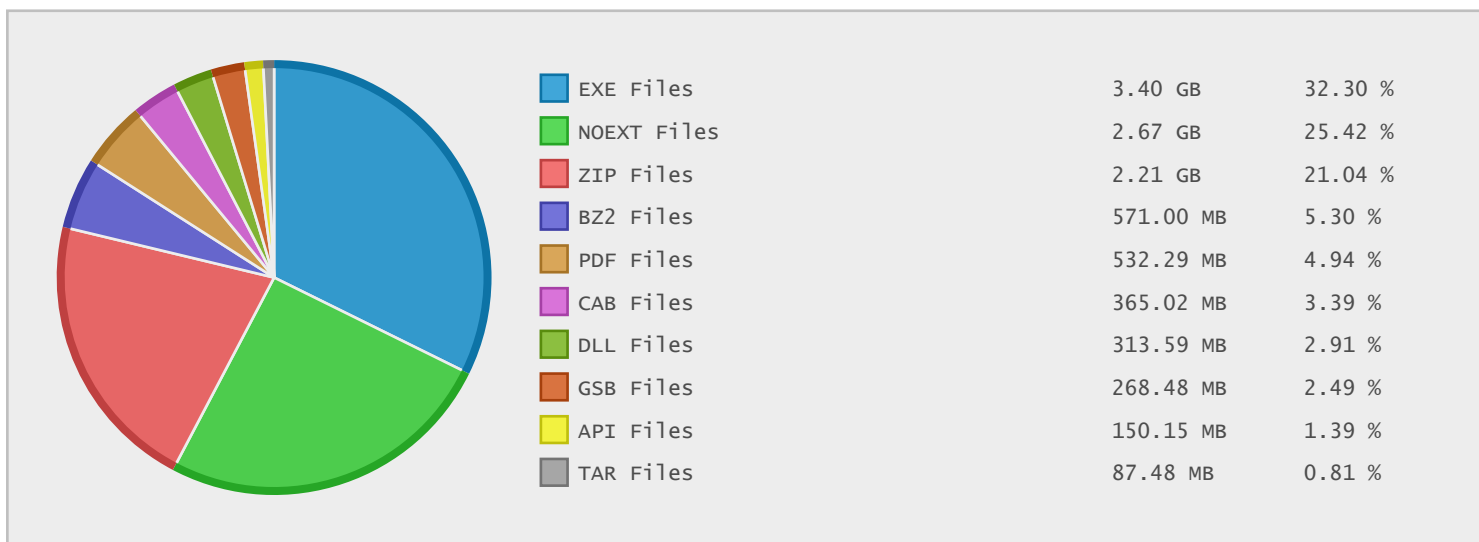 EXE Files 3.40 GB 32.30 %
NOEXT Files 2.67 GB 25.42 %
ZIP Files 2.21 GB 21.04 %
BZ2 Files 571.00 MB 5.30 %
PDF Files 532.29 MB 4.94 %
CAB Files 365.02 MB 3.39 %
DLL Files 313.59 MB 2.91 %
GSB Files 268.48 MB 2.49 %
API Files 150.15 MB 1.39 %
TAR Files 87.48 MB 0.81 %